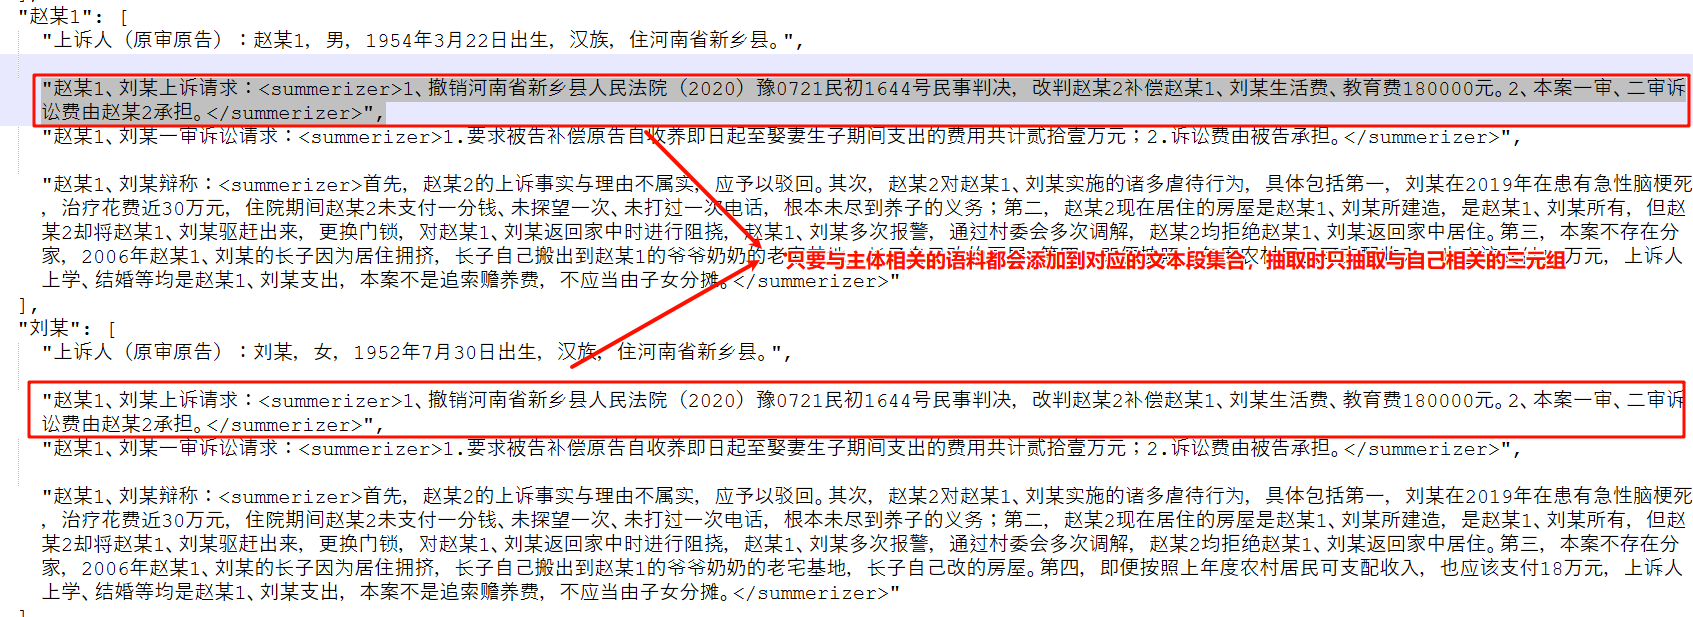 "赵某1": [
"上诉人（原审原告）：赵某1, 男, 1954年3月22日出生, 汉族, 住河南省新乡县。",
"赵某1、刘某上诉请求：<summerizer>1、撤销河南省新乡县人民法院（2020）豫0721民初1644号民事判决, 改判赵某2补偿赵某1、刘某生活费、教育费180000元。2、本案一审、二审诉
讼费由赵某2承担。</summerizer>",
"赵某1、刘某一审诉讼请求：<summerizer>1.要求被告补偿原告自收养即日起至娶妻生子期间支出的费用共计贰拾壹万元；2.诉讼费由被告承担。</summerizer>",
"赵某1、刘某辩称：<summerizer>首先, 赵某2的上诉事实与理由不属实, 应予以驳回。其次, 赵某2对赵某1、刘某实施的诸多虐待行为, 具体包括第一, 刘某在2019年在患有急性脑梗死
, 治疗花费近30万元, 住院期间赵某2未支付一分钱、未探望一次、未打过一次电话, 根本未尽到养子的义务；第二, 赵某2现在居住的房屋是赵某1、刘某所建造, 是赵某1、刘某所有, 但赵
某2却将赵某1、刘某驱赶出来, 更换门锁, 对赵某1、刘某返回家中时进行阻挠, 赵某1、刘某多次报警, 通过村委会多次调解, 赵某2均拒绝赵某1、刘某返回家中居住。第三, 本案不存在分
家, 2006年赵某1、刘某的长子因为居住拥挤, 长子自己搬出到赵某1的爷爷奶奶的老 万元, 上诉人
只要与主体相关的语料都会添加到对应的文本段集合, 抽取时只抽取与自己相关的三元组
上学、结婚等均是赵某1、刘某支出, 本案不是追索赡养费, 不应当由子女分摊。</summerizer>"
],
"刘某": [
"上诉人（原审原告）：刘某, 女, 1952年7月30日出生, 汉族, 住河南省新乡县。",
"赵某1、刘某上诉请求：<summerizer>1、撤销河南省新乡县人民法院（2020）豫0721民初1644号民事判决, 改判赵某2补偿赵某1、刘某生活费、教育费180000元。2、本案一审、二审诉
讼费由赵某2承担。</summerizer>",
"赵某1、刘某一审诉讼请求：<summerizer>1.要求被告补偿原告自收养即日起至娶妻生子期间支出的费用共计贰拾壹万元；2.诉讼费由被告承担。</summerizer>",
"赵某1、刘某辩称：<summerizer>首先, 赵某2的上诉事实与理由不属实, 应予以驳回。其次, 赵某2对赵某1、刘某实施的诸多虐待行为, 具体包括第一, 刘某在2019年在患有急性脑梗死
, 治疗花费近30万元, 住院期间赵某2未支付一分钱、未探望一次、未打过一次电话, 根本未尽到养子的义务；第二, 赵某2现在居住的房屋是赵某1、刘某所建造, 是赵某1、刘某所有, 但赵
某2却将赵某1、刘某驱赶出来, 更换门锁, 对赵某1、刘某返回家中时进行阻挠, 赵某1、刘某多次报警, 通过村委会多次调解, 赵某2均拒绝赵某1、刘某返回家中居住。第三, 本案不存在分
家, 2006年赵某1、刘某的长子因为居住拥挤, 长子自己搬出到赵某1的爷爷奶奶的老宅基地, 长子自己改的房屋。第四, 即便按照上年度农村居民可支配收入, 也应该支付18万元, 上诉人
上学、结婚等均是赵某1、刘某支出, 本案不是追索赡养费, 不应当由子女分摊。</summerizer>"